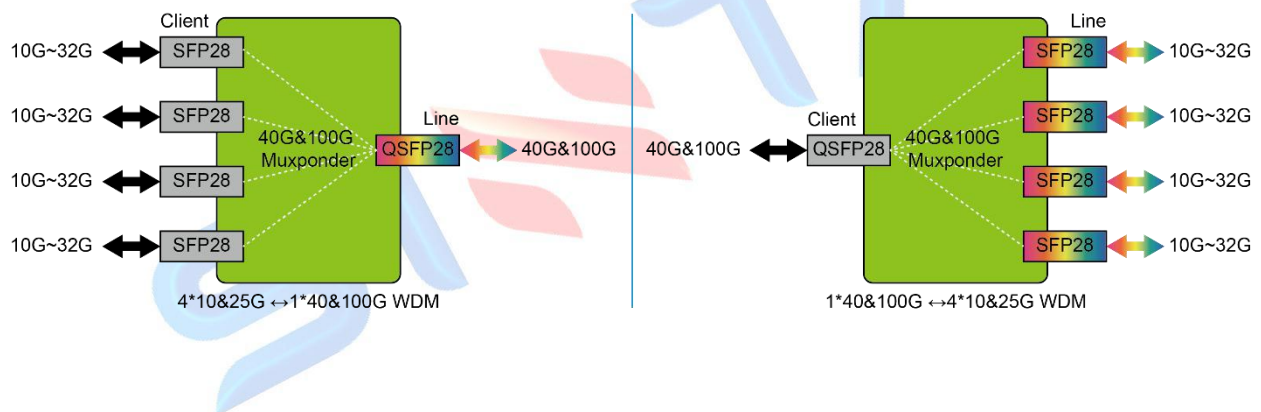 Client
10G~32G
SFP28
10G~32G
SFP28
10G~32G
SFP28
10G~32G
SFP28
40G&100G
Muxponder
Line
QSFP28
40G&100G
4*10&25G ↔1*40&100G WDM
Client
40G&100G
QSFP28
40G&100G
Muxponder
Line
SFP28
10G~32G
SFP28
10G~32G
SFP28
10G~32G
SFP28
10G~32G
1*40&100G ↔4*10&25G WDM